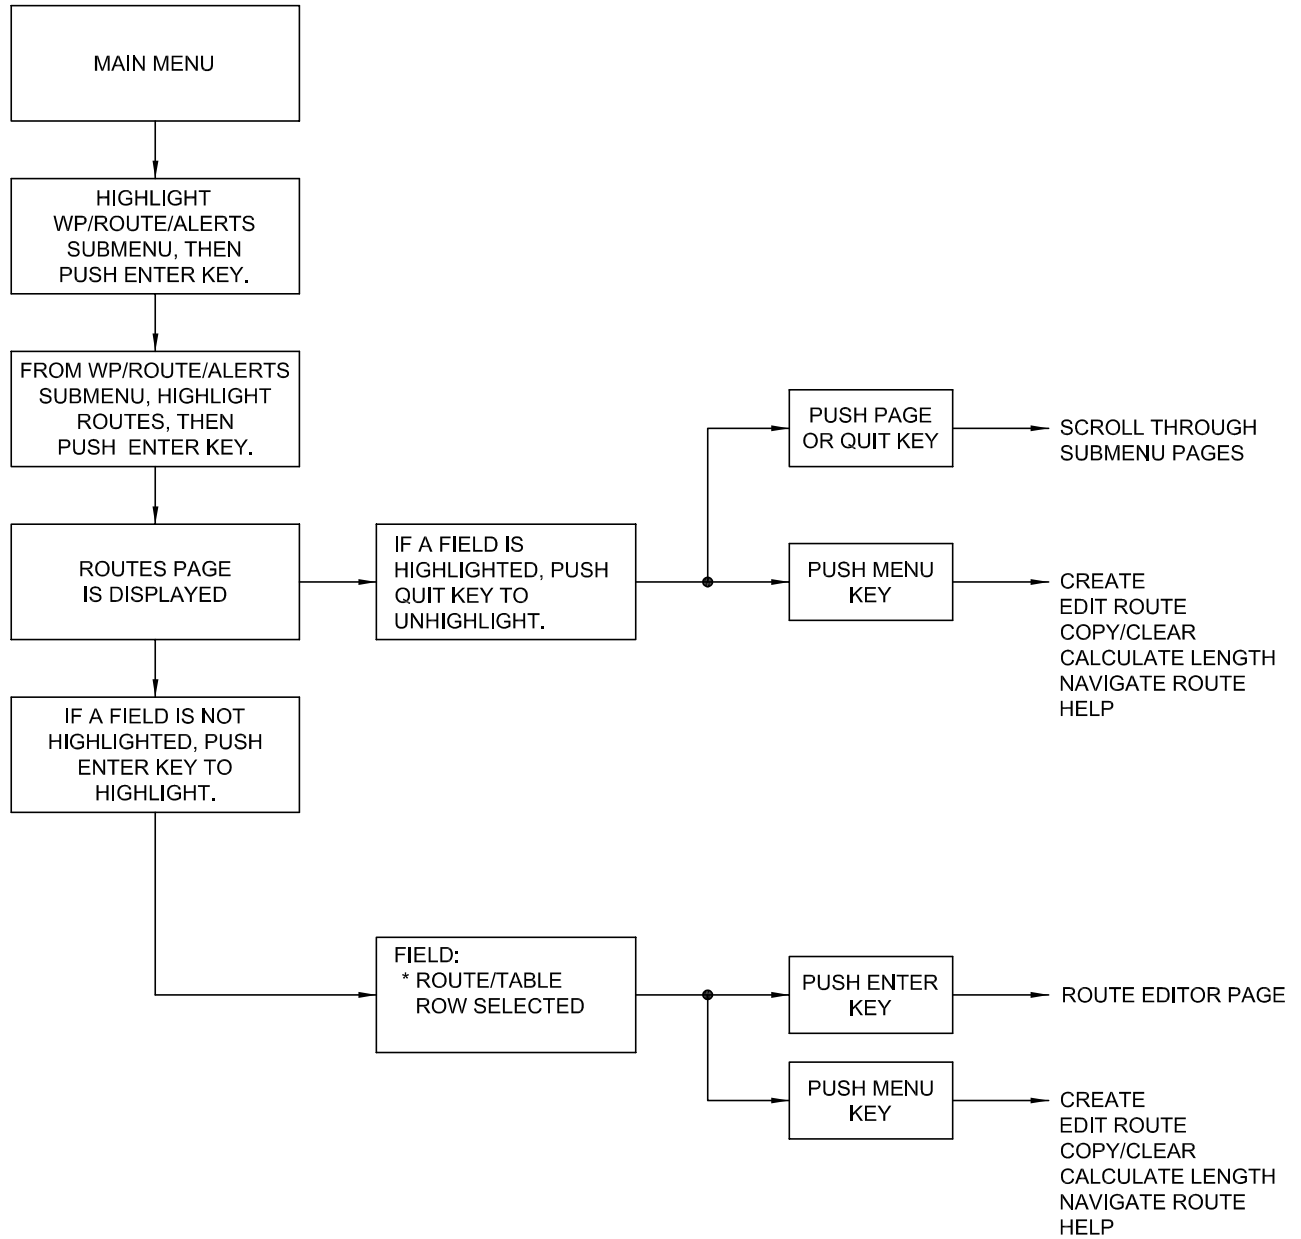 MAIN MENU
HIGHLIGHT
WP/ROUTE/ALERTS
SUBMENU, THEN
PUSH ENTER KEY.
FROM WP/ROUTE/ALERTS
SUBMENU, HIGHLIGHT
ROUTES, THEN
PUSH ENTER KEY.
ROUTES PAGE
IS DISPLAYED
IF A FIELD IS
HIGHLIGHTED, PUSH
QUIT KEY TO
UNHIGHLIGHT.
PUSH PAGE
OR QUIT KEY
SCROLL THROUGH
SUBMENU PAGES
PUSH MENU
KEY
CREATE
EDIT ROUTE
COPY/CLEAR
CALCULATE LENGTH
NAVIGATE ROUTE
HELP
IF A FIELD IS NOT
HIGHLIGHTED, PUSH
ENTER KEY TO
HIGHLIGHT.
FIELD:
* ROUTE/TABLE
ROW SELECTED
PUSH ENTER
KEY
ROUTE EDITOR PAGE
PUSH MENU
KEY
CREATE
EDIT ROUTE
COPY/CLEAR
CALCULATE LENGTH
NAVIGATE ROUTE
HELP